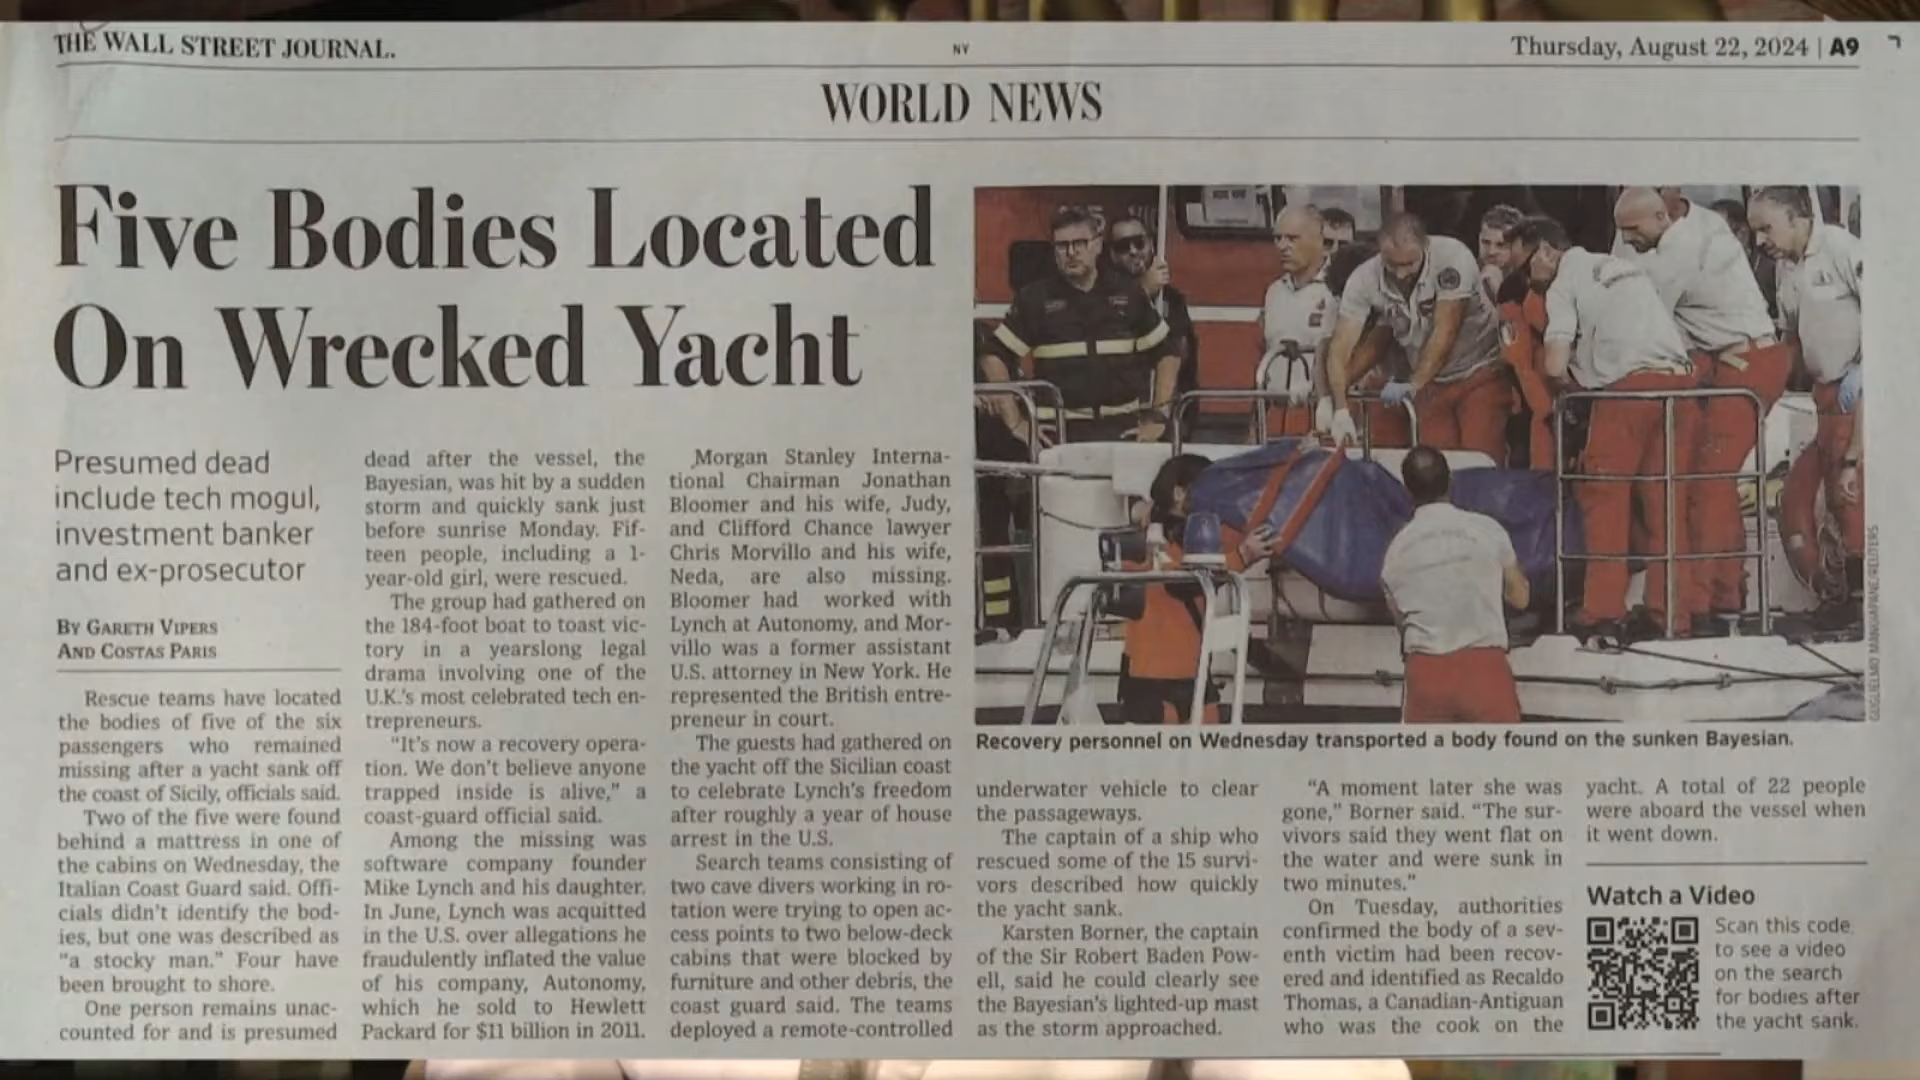 THE WALL STREET JOURNAL.
NY
Thursday, August 22, 2024 | A9
WORLD NEWS
Five Bodies Located
On Wrecked Yacht
Presumed dead
include tech mogul,
investment banker
and ex-prosecutor
BY GARETH VIPERS
AND COSTAS PARIS
Rescue teams have located
the bodies of five of the six
passengers who remained
missing after a yacht sank off
the coast of Sicily, officials said.
Two of the five were found
behind a mattress in one of
the cabins on Wednesday, the
Italian Coast Guard said. Offi-
cials didn't identify the bod-
ies, but one was described as
"a stocky man." Four have
been brought to shore.
One person remains unac-
counted for and is presumed
dead after the vessel, the
Bayesian, was hit by a sudden
storm and quickly sank just
before sunrise Monday. Fif-
teen people, including a 1-
year-old girl, were rescued.
The group had gathered on
the 184-foot boat to toast vic-
tory in a yearslong legal
drama involving one of the
U.K.'s most celebrated tech en-
trepreneurs.
"It's now a recovery opera-
tion. We don't believe anyone
trapped inside is alive," a
coast-guard official said.
Among the missing was
software company founder
Mike Lynch and his daughter.
In June, Lynch was acquitted
in the U.S. over allegations he
fraudulently inflated the value
of his company, Autonomy,
which he sold to Hewlett
Packard for $11 billion in 2011.
Morgan Stanley Interna-
tional Chairman Jonathan
Bloomer and his wife, Judy,
and Clifford Chance lawyer
Chris Morvillo and his wife,
Neda, are also missing.
Bloomer had worked with
Lynch at Autonomy, and Mor-
villo was a former assistant
U.S. attorney in New York. He
represented the British entre-
preneur in court.
The guests had gathered on
the yacht off the Sicilian coast
to celebrate Lynch's freedom
after roughly a year of house
arrest in the U.S.
Search teams consisting of
two cave divers working in ro-
tation were trying to open ac-
cess points to two below-deck
cabins that were blocked by
furniture and other debris, the
coast guard said. The teams
deployed a remote-controlled
GUGLIELMO MANGIAPANE/REUTERS
Recovery personnel on Wednesday transported a body found on the sunken Bayesian.
underwater vehicle to clear
the passageways.
The captain of a ship who
rescued some of the 15 survi-
vors described how quickly
the yacht sank.
Karsten Borner, the captain
of the Sir Robert Baden Pow-
ell, said he could clearly see
the Bayesian's lighted-up mast
as the storm approached.
"A moment later she was
gone," Borner said. "The sur-
vivors said they went flat on
the water and were sunk in
two minutes."
On Tuesday, authorities
confirmed the body of a sev-
enth victim had been recov-
ered and identified as Recaldo
Thomas, a Canadian-Antiguan
who was the cook on the
yacht. A total of 22 people
were aboard the vessel when
it went down.
Watch a Video
Scan this code
to see a video
on the search
for bodies after
the yacht sank.